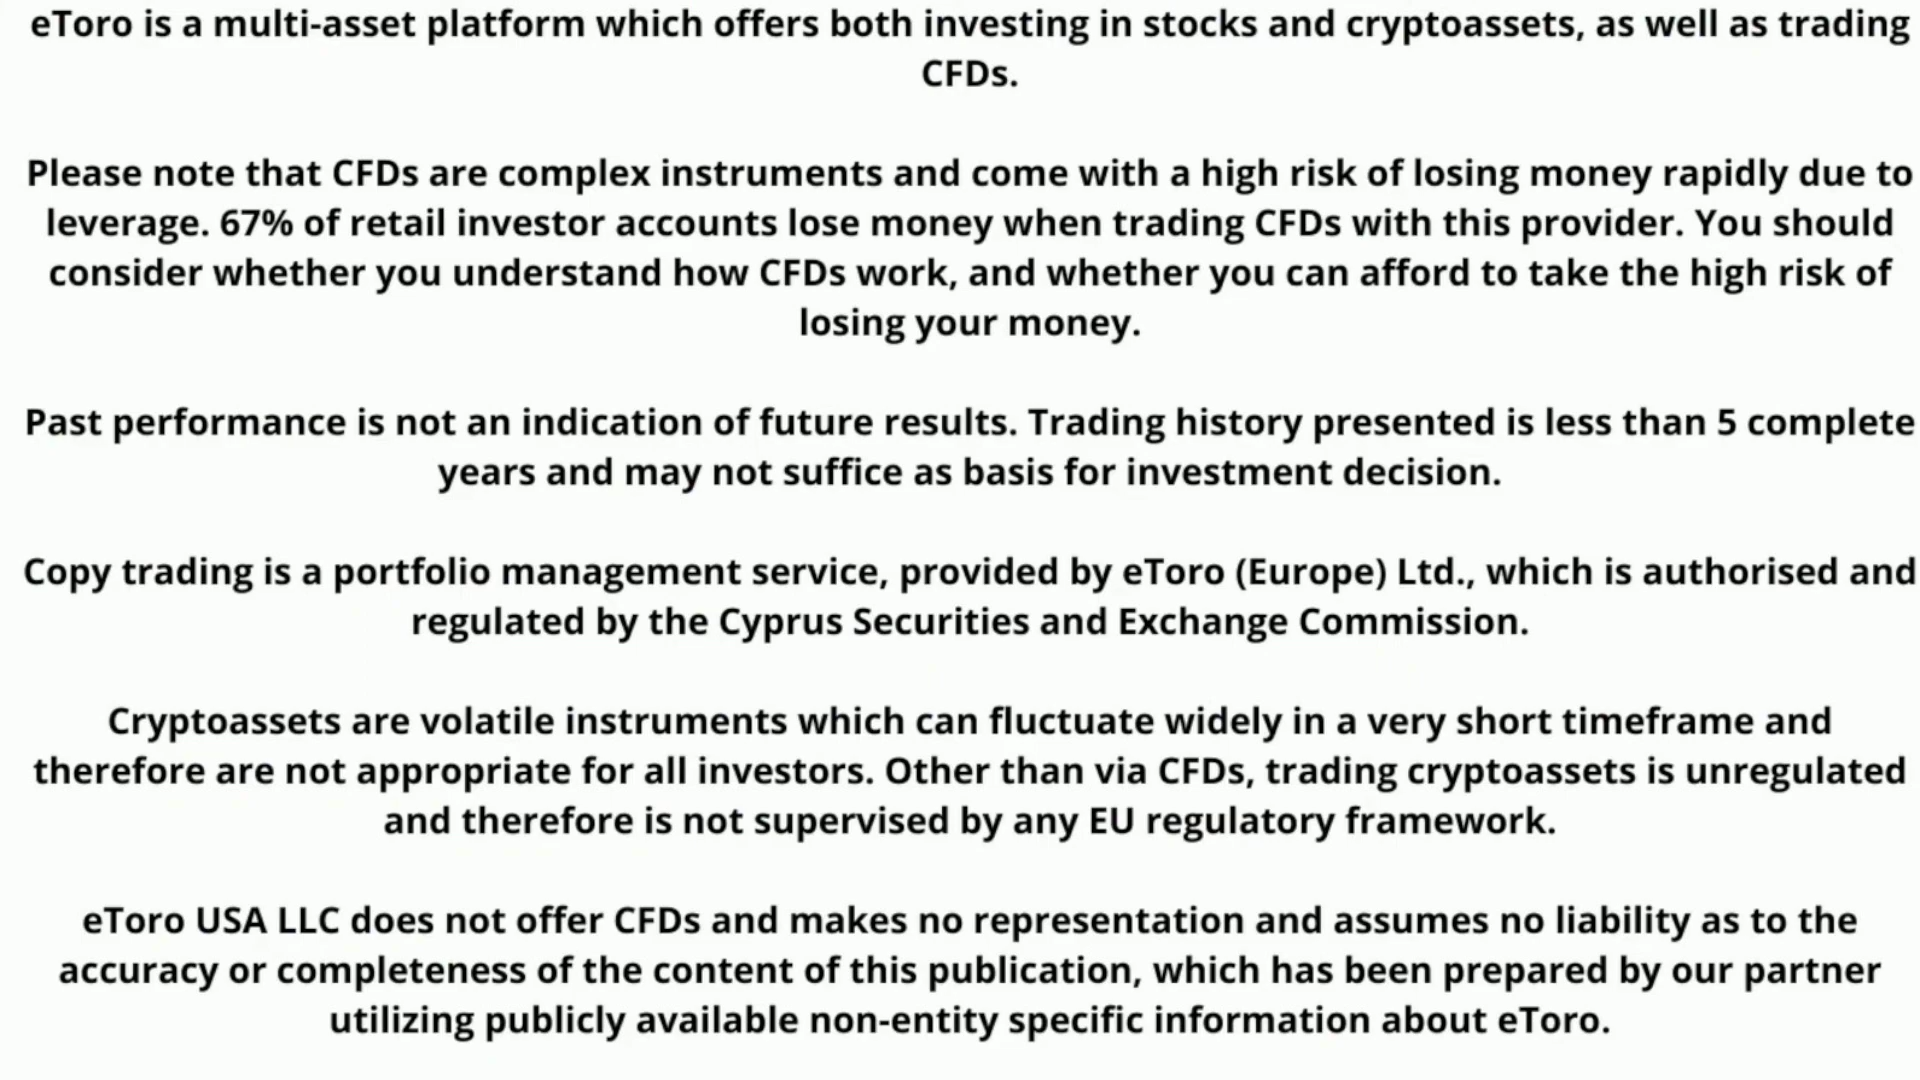 eToro is a multi-asset platform which offers both investing in stocks and cryptoassets, as well as trading
CFDs.
Please note that CFDs are complex instruments and come with a high risk of losing money rapidly due to
leverage. 67% of retail investor accounts lose money when trading CFDs with this provider. You should
consider whether you understand how CFDs work, and whether you can afford to take the high risk of
losing your money.
Past performance is not an indication of future results. Trading history presented is less than 5 complete
years and may not suffice as basis for investment decision.
Copy trading is a portfolio management service, provided by eToro (Europe) Ltd., which is authorised and
regulated by the Cyprus Securities and Exchange Commission.
Cryptoassets are volatile instruments which can fluctuate widely in a very short timeframe and
therefore are not appropriate for all investors. Other than via CFDs, trading cryptoassets is unregulated
and therefore is not supervised by any EU regulatory framework.
eToro USA LLC does not offer CFDs and makes no representation and assumes no liability as to the
accuracy or completeness of the content of this publication, which has been prepared by our partner
utilizing publicly available non-entity specific information about eToro.